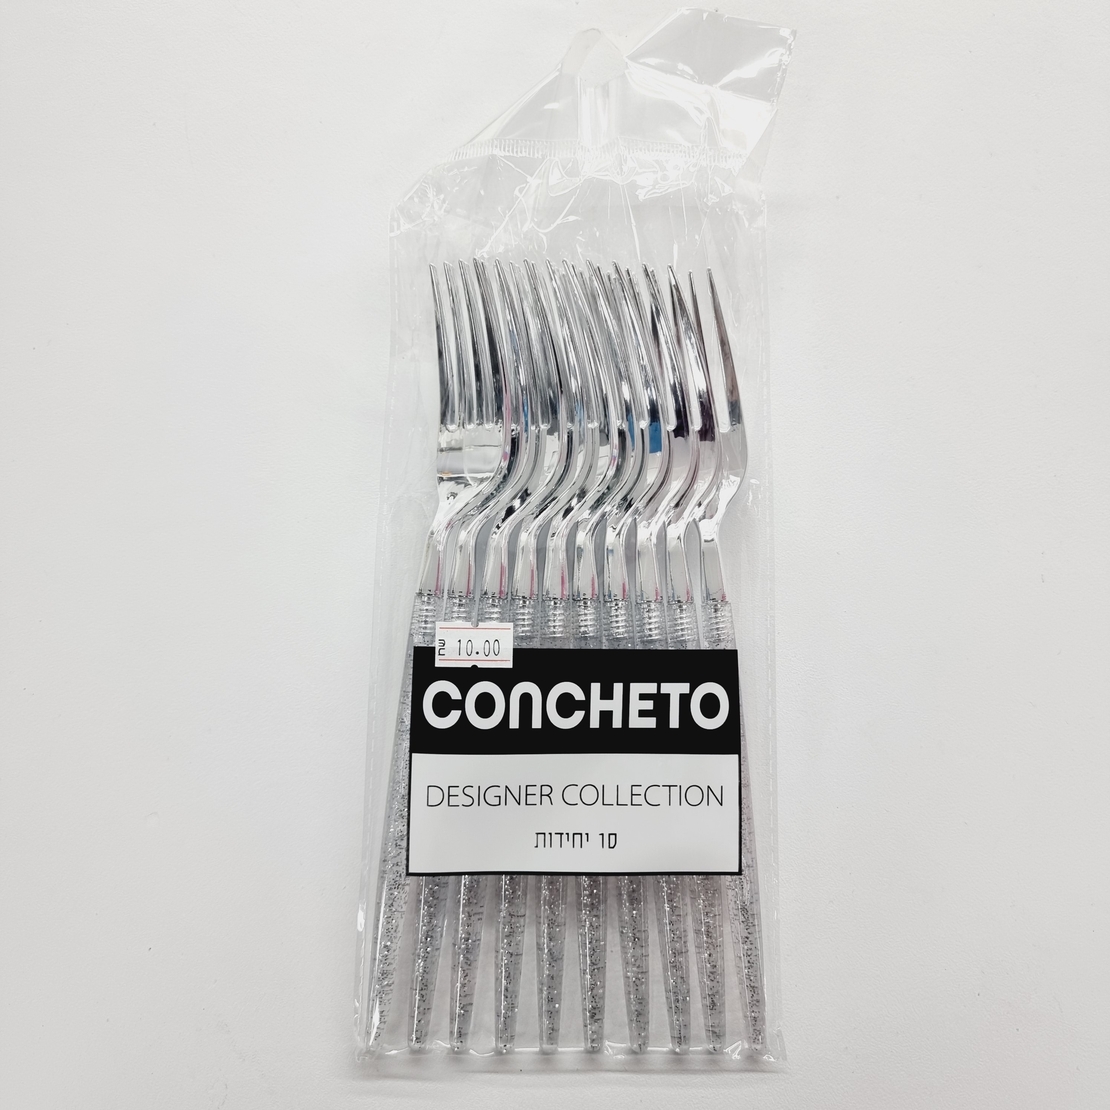 10.00
CONCHETO
DESIGNER COLLECTION
10 יחידות